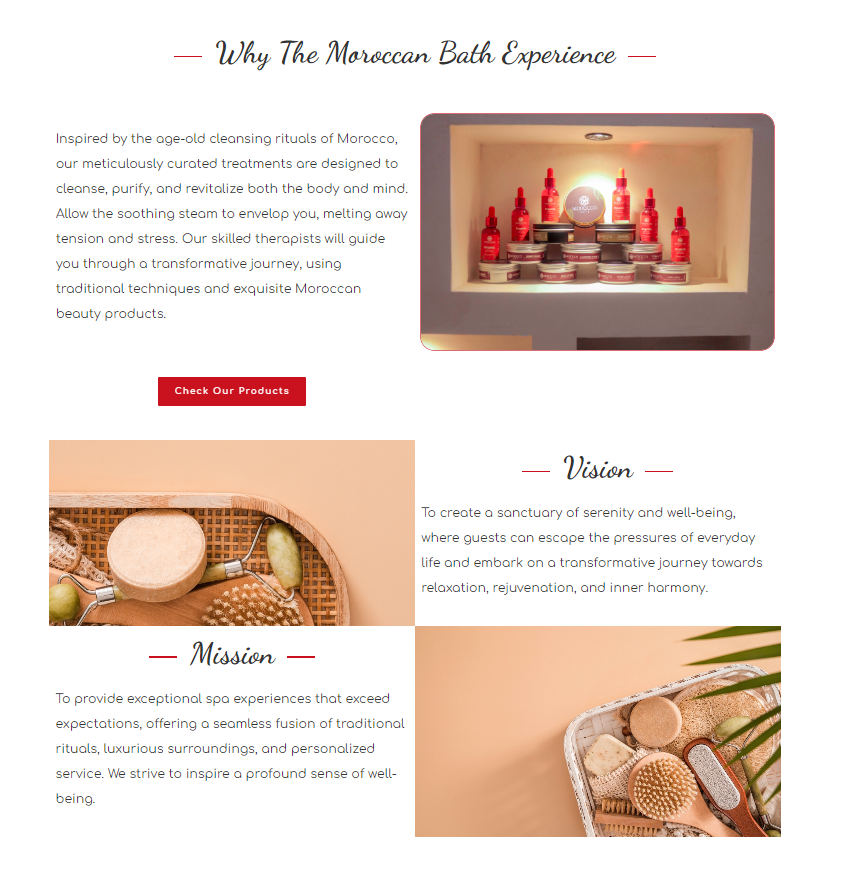 Why The Moroccan Bath Experience
Inspired by the age-old cleansing rituals of Morocco,
our meticulously curated treatments are designed to
cleanse, purify, and revitalize both the body and mind.
Allow the soothing steam to envelop you, melting away
tension and stress. Our skilled therapists will guide
you through a transformative journey, using
traditional techniques and exquisite Moroccan
beauty products.
Check Our Products
Vision
To create a sanctuary of serenity and well-being,
where guests can escape the pressures of everyday
life and embark on a transformative journey towards
relaxation, rejuvenation, and inner harmony.
Mission
To provide exceptional spa experiences that exceed
expectations, offering a seamless fusion of traditional
rituals, luxurious surroundings, and personalized
service. We strive to inspire a profound sense of well-
being.